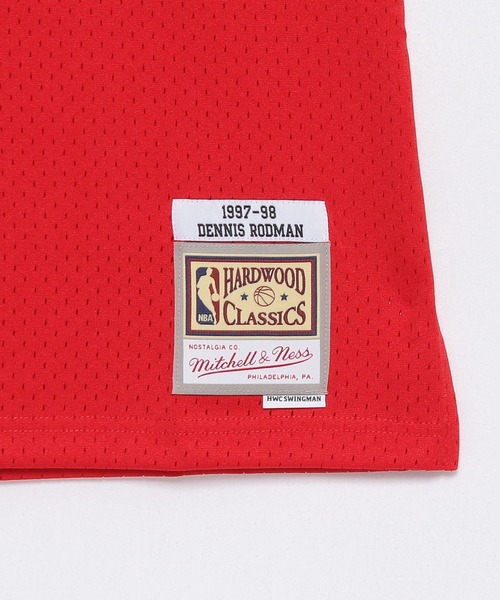 1997-98
DENNIS RODMAN
HARDWOOD
CLASSICS
NBA
NOSTALGIA CO.
Mitchell & Ness
PHILADELPHIA, PA.
HWC SWINGMAN